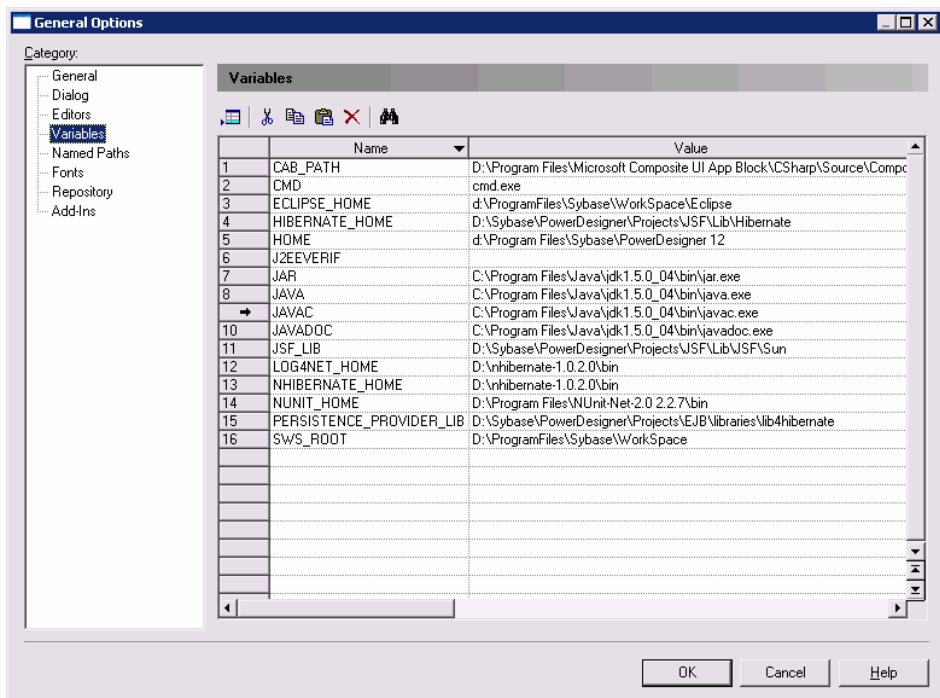 General Options
Category:
General
Dialog
Editors
Variables
Named Paths
Fonts
Repository
Add-Ins
Variables
Name Value
1 CAB_PATH D:\Program Files\Microsoft Composite UI App Block\CSharp\Source\Compo
2 CMD cmd.exe
3 ECLIPSE_HOME d:\ProgramFiles\Sybase\WorkSpace\Eclipse
4 HIBERNATE_HOME D:\Sybase\PowerDesigner\Projects\JSF\Lib\Hibernate
5 HOME d:\Program Files\Sybase\PowerDesigner 12
6 J2EEVERIF
7 JAR C:\Program Files\Java\jdk1.5.0_04\bin\jar.exe
8 JAVA C:\Program Files\Java\jdk1.5.0_04\bin\java.exe
JAVAC C:\Program Files\Java\jdk1.5.0_04\bin\javac.exe
10 JAVADOC C:\Program Files\Java\jdk1.5.0_04\bin\javadoc.exe
11 JSF_LIB D:\Sybase\PowerDesigner\Projects\JSF\Lib\JSF\Sun
12 LOG4NET_HOME D:\nhibernate-1.0.2.0\bin
13 NHIBERNATE_HOME D:\nhibernate-1.0.2.0\bin
14 NUNIT_HOME D:\Program Files\NUnit-Net-2.0 2.2.7\bin
15 PERSISTENCE_PROVIDER_LIB D:\Sybase\PowerDesigner\Projects\EJB\libraries\lib4hibernate
16 SWS_ROOT D:\ProgramFiles\Sybase\WorkSpace
OK Cancel Help